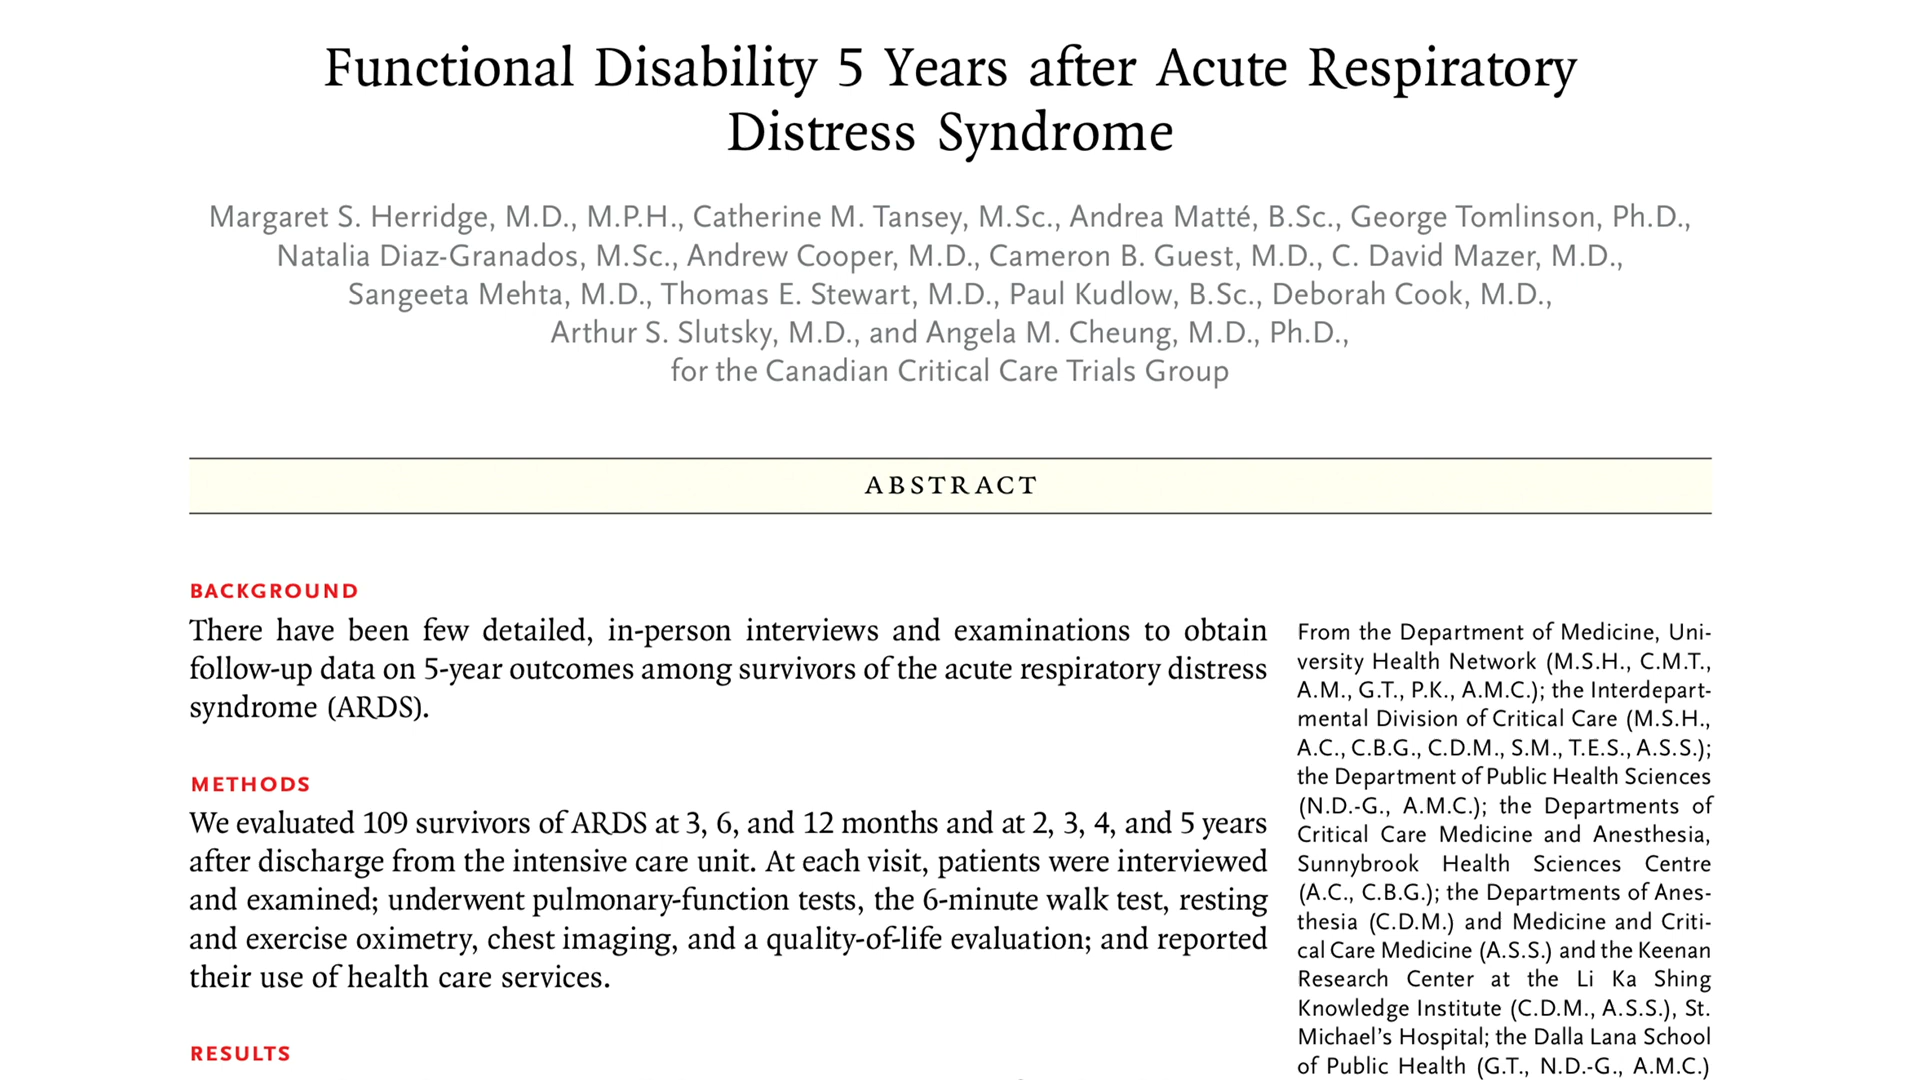 Functional Disability 5 Years after Acute Respiratory
Distress Syndrome
Margaret S. Herridge, M.D., M.P.H., Catherine M. Tansey, M.Sc., Andrea Matté, B.Sc., George Tomlinson, Ph.D.,
Natalia Diaz-Granados, M.Sc., Andrew Cooper, M.D., Cameron B. Guest, M.D., C. David Mazer, M.D.,
Sangeeta Mehta, M.D., Thomas E. Stewart, M.D., Paul Kudlow, B.Sc., Deborah Cook, M.D.,
Arthur S. Slutsky, M.D., and Angela M. Cheung, M.D., Ph.D.,
for the Canadian Critical Care Trials Group
ABSTRACT
BACKGROUND
There have been few detailed, in-person interviews and examinations to obtain
follow-up data on 5-year outcomes among survivors of the acute respiratory distress
syndrome (ARDS).
METHODS
We evaluated 109 survivors of ARDS at 3, 6, and 12 months and at 2, 3, 4, and 5 years
after discharge from the intensive care unit. At each visit, patients were interviewed
and examined; underwent pulmonary-function tests, the 6-minute walk test, resting
and exercise oximetry, chest imaging, and a quality-of-life evaluation; and reported
their use of health care services.
RESULTS
From the Department of Medicine, Uni-
versity Health Network (M.S.H., C.M.T.,
A.M., G.T., P.K., A.M.C.); the Interdepart-
mental Division of Critical Care (M.S.H.,
A.C., C.B.G., C.D.M., S.M., T.E.S., A.S.S.);
the Department of Public Health Sciences
(N.D.-G., A.M.C.); the Departments of
Critical Care Medicine and Anesthesia,
Sunnybrook Health Sciences Centre
(A.C., C.B.G.); the Departments of Anes-
thesia (C.D.M.) and Medicine and Criti-
cal Care Medicine (A.S.S.) and the Keenan
Research Center at the Li Ka Shing
Knowledge Institute (C.D.M., A.S.S.), St.
Michael's Hospital; the Dalla Lana School
of Public Health (G.T., N.D.-G., A.M.C.)